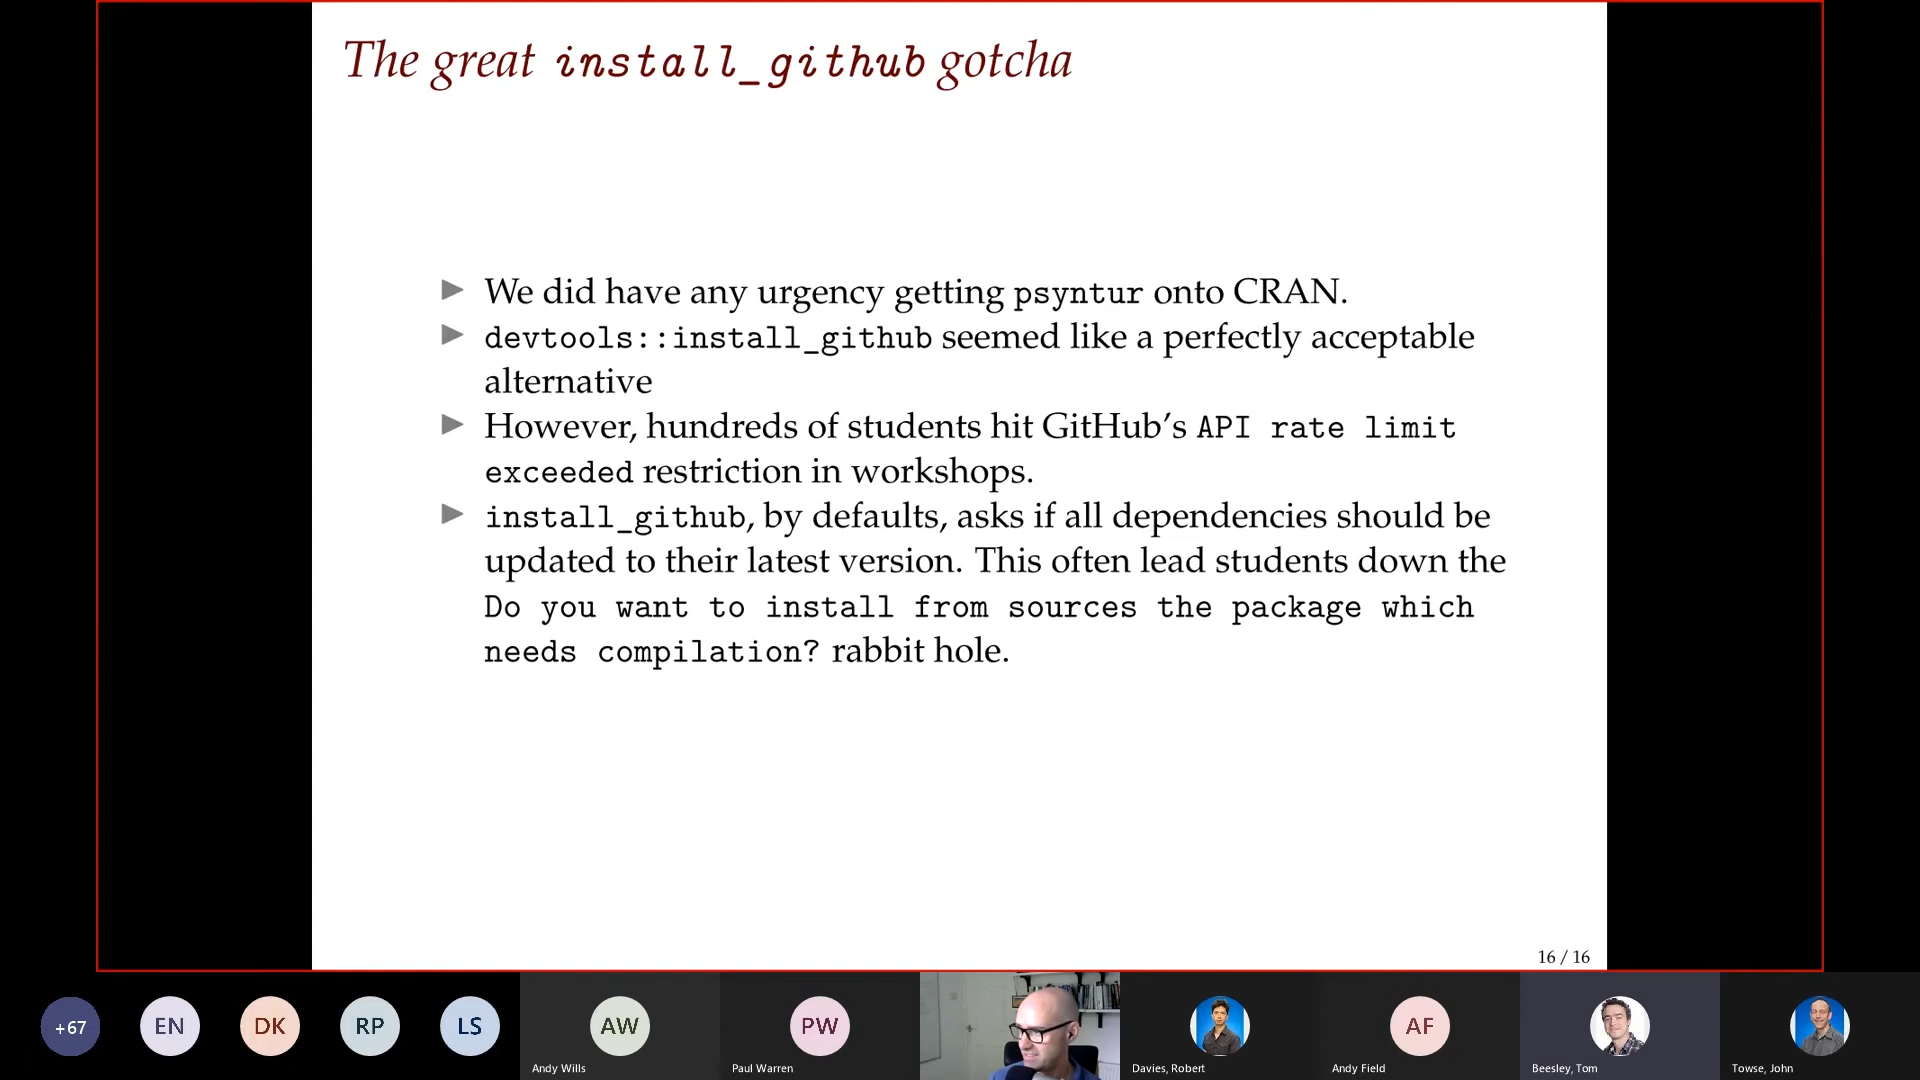 The great install_github gotcha
We did have any urgency getting psyntur onto CRAN.
devtools::install_github seemed like a perfectly acceptable
alternative
However, hundreds of students hit GitHub's API rate limit
exceeded restriction in workshops.
install_github, by defaults, asks if all dependencies should be
updated to their latest version. This often lead students down the
Do you want to install from sources the package which
needs compilation? rabbit hole.
16 / 16
+67 EN DK RP LS AW PW AF
Andy Wills Paul Warren Davies, Robert Andy Field Beesley, Tom Towse, John